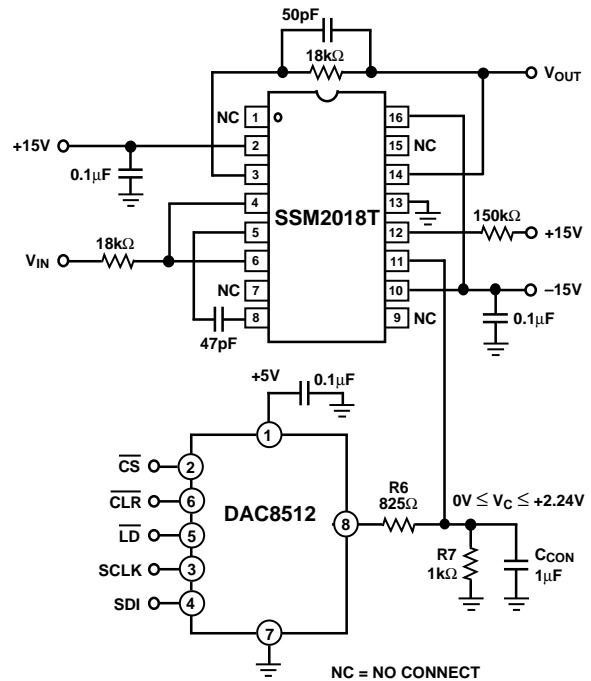 50pF
18kΩ
VOUT
NC 1 16
+15V 2 15 NC
0.1µF 3 14
SSM2018T
4 13
150kΩ
5 12 +15V
VIN 18kΩ
6 11
NC 7 10 –15V
8 9 NC
0.1µF
47pF
+5V 0.1µF
1
CS 2
CLR 6
DAC8512
LD 5
8
R6
825Ω
0V ≤ VC ≤ +2.24V
SCLK 3
SDI 4
R7
1kΩ
CCON
1µF
7
NC = NO CONNECT